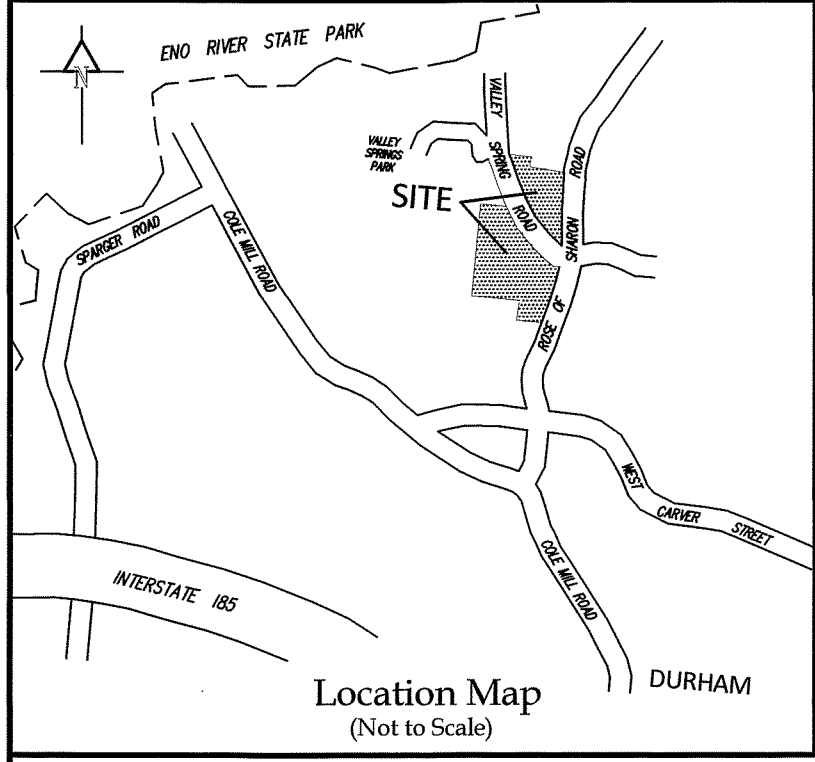 ENO RIVER STATE PARK
N
VALLEY
SPRING
ROAD
VALLEY
SPRINGS
PARK
ROAD
SITE
SHARON
SPARGER ROAD
COLE MILL ROAD
ROSE OF
WEST
CARVER
STREET
COLE MILL ROAD
INTERSTATE 185
DURHAM
Location Map
(Not to Scale)